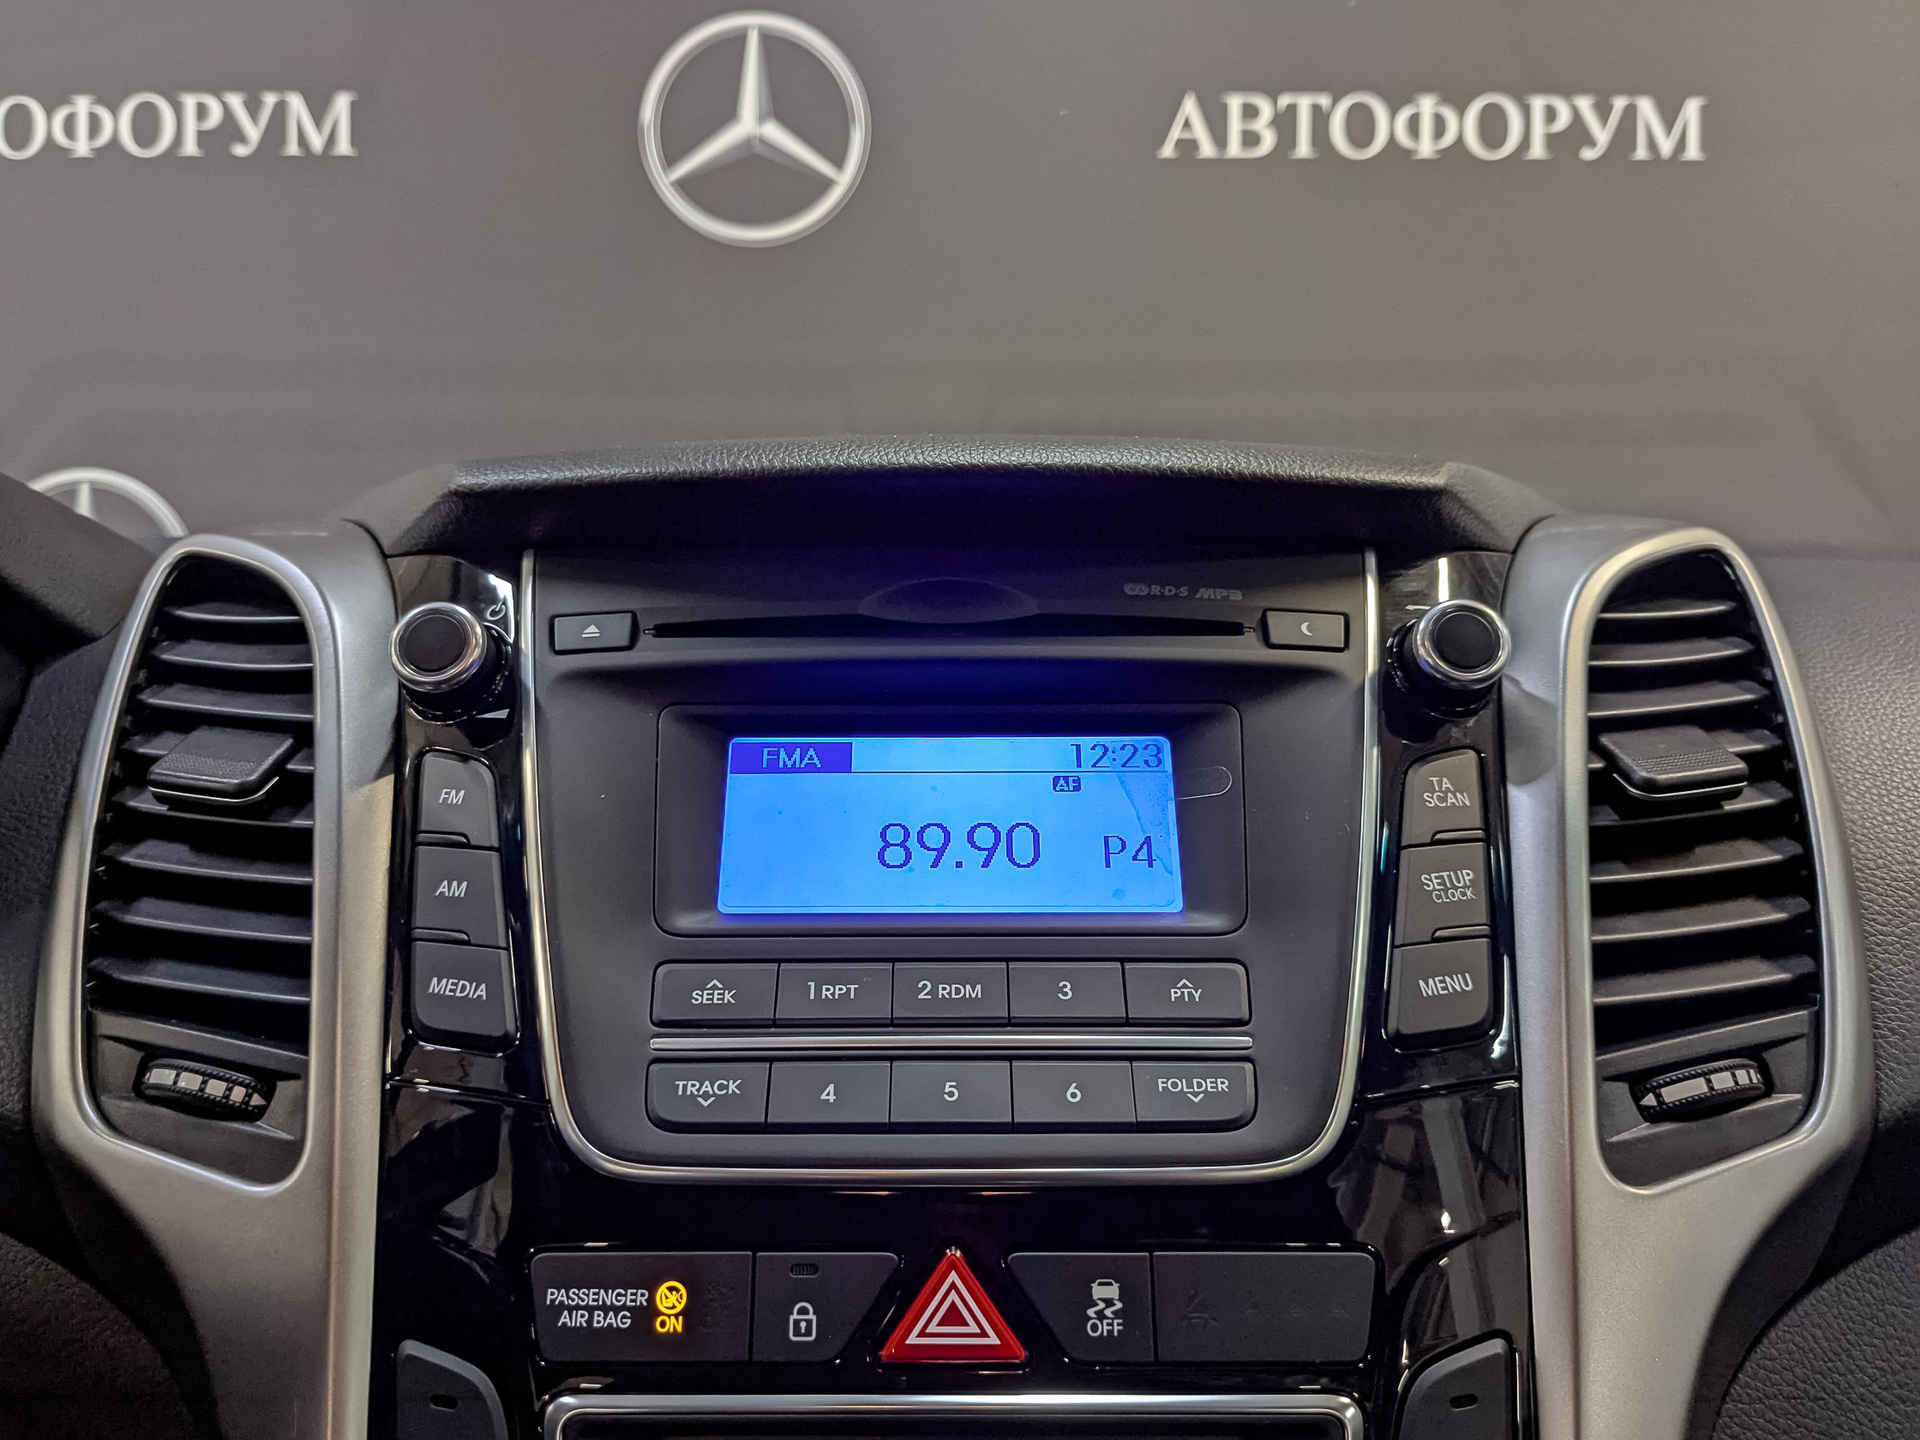 ОФОРУМ
АВТОФОРУМ
R·D·S MP3
FMA 12:23
AF
89.90 P4
FM
AM
MEDIA
TA
SCAN
SETUP
CLOCK
MENU
SEEK 1 RPT 2 RDM 3 PTY
TRACK 4 5 6 FOLDER
PASSENGER
AIR BAG ON
OFF